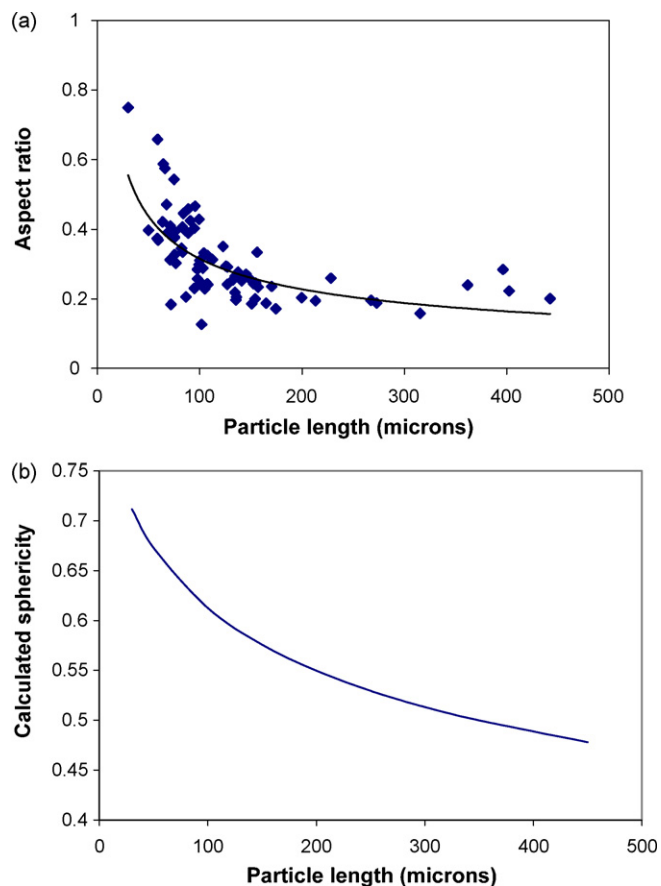 (a)
1
0.8
0.6
0.4
0.2
0
Aspect ratio
0 100 200 300 400 500
Particle length (microns)
(b)
0.75
0.7
0.65
0.6
0.55
0.5
0.45
0.4
Calculated sphericity
0 100 200 300 400 500
Particle length (microns)